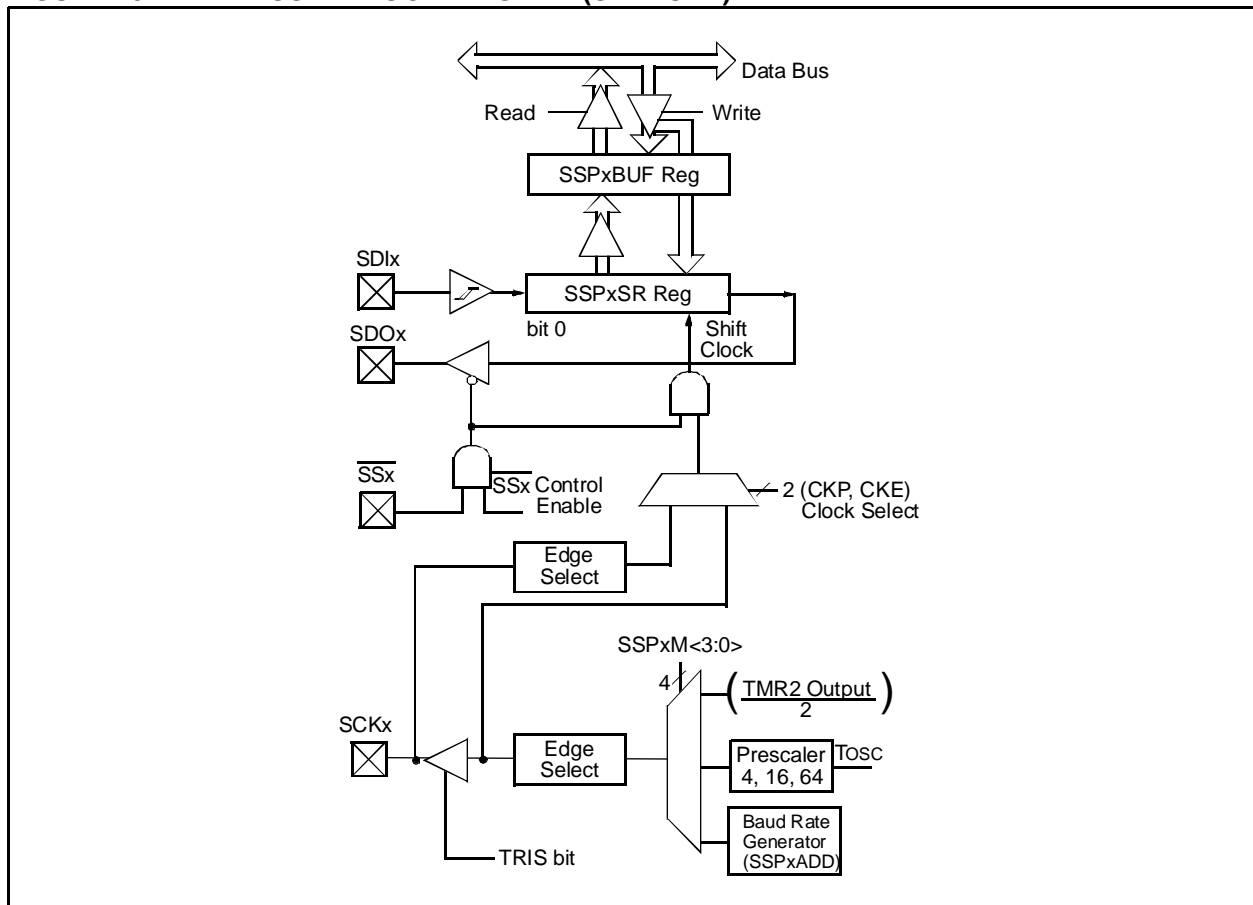 Data Bus
Read
Write
SSPxBUF Reg
SDIx
SSPxSR Reg
bit 0
Shift
Clock
SDOx
SSx
SSx Control
Enable
2 (CKP, CKE)
Clock Select
Edge
Select
SSPxM<3:0>
4
(TMR2 Output)
2
SCKx
Edge
Select
Prescaler
4, 16, 64
TOSC
Baud Rate
Generator
(SSPxADD)
TRIS bit